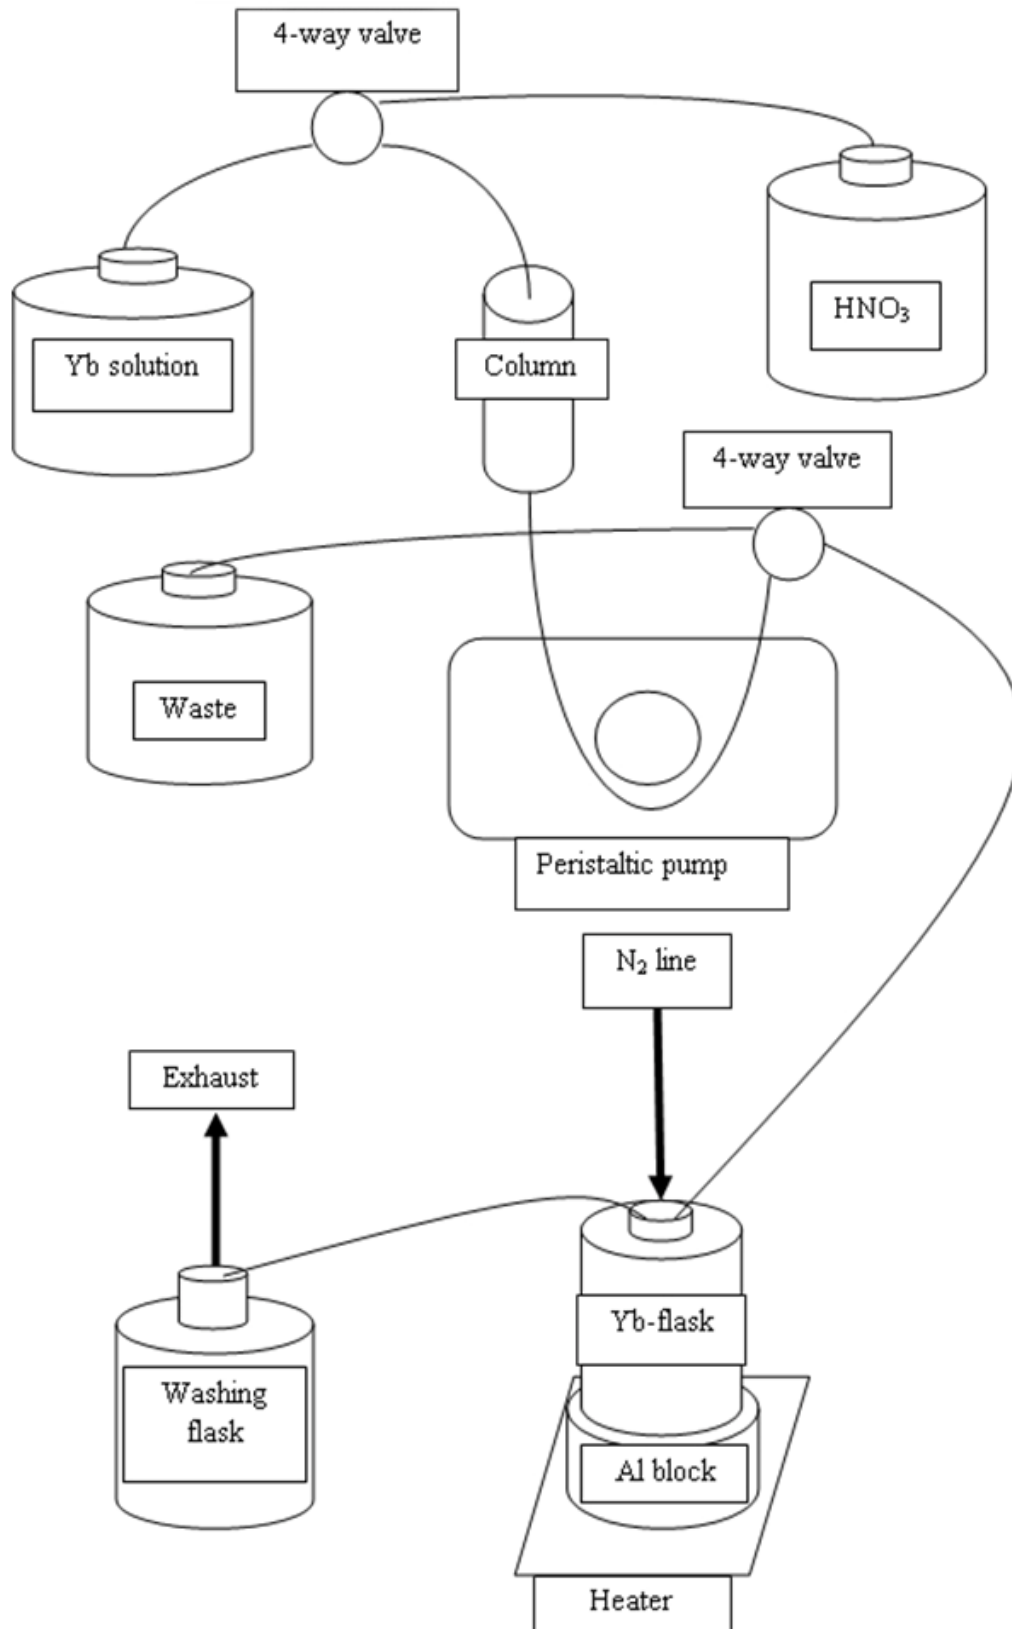 4-way valve
HNO₃
Yb solution
Column
4-way valve
Waste
Peristaltic pump
N₂ line
Exhaust
Yb-flask
Washing
flask
Al block
Heater